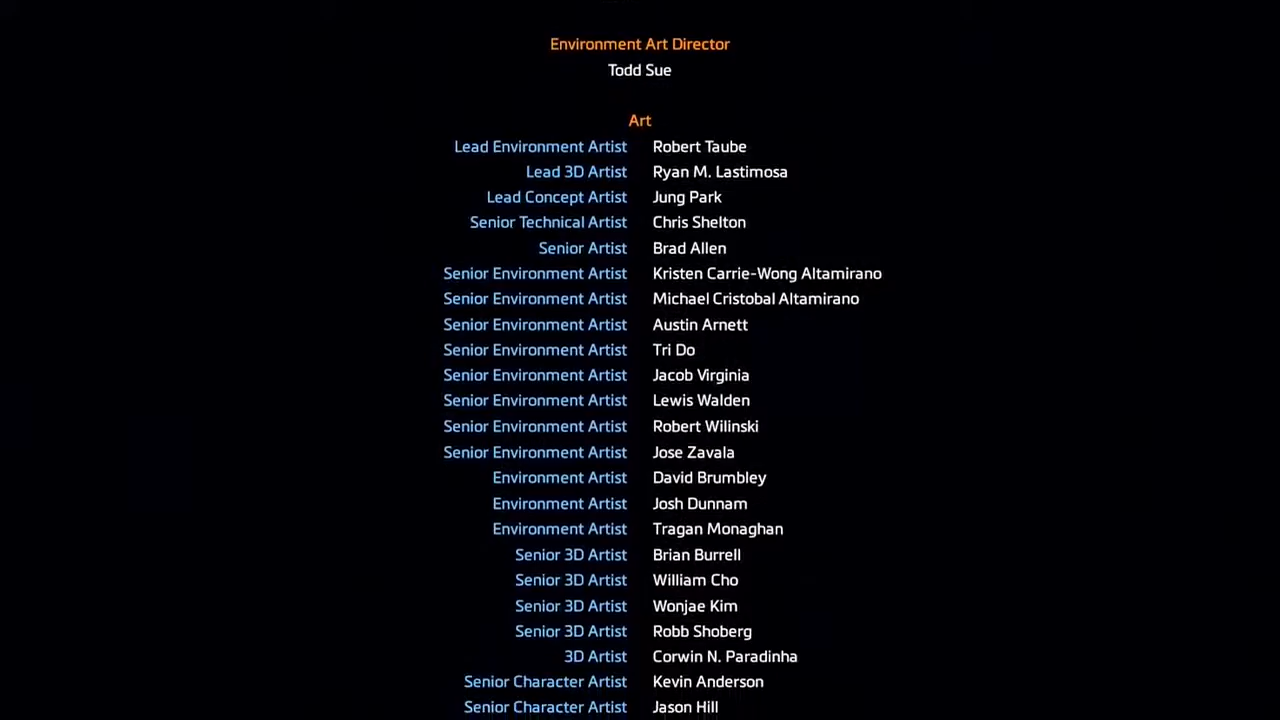 Environment Art Director
Todd Sue
Art
Lead Environment Artist Robert Taube
Lead 3D Artist Ryan M. Lastimosa
Lead Concept Artist Jung Park
Senior Technical Artist Chris Shelton
Senior Artist Brad Allen
Senior Environment Artist Kristen Carrie-Wong Altamirano
Senior Environment Artist Michael Cristobal Altamirano
Senior Environment Artist Austin Arnett
Senior Environment Artist Tri Do
Senior Environment Artist Jacob Virginia
Senior Environment Artist Lewis Walden
Senior Environment Artist Robert Wilinski
Senior Environment Artist Jose Zavala
Environment Artist David Brumbley
Environment Artist Josh Dunnam
Environment Artist Tragan Monaghan
Senior 3D Artist Brian Burrell
Senior 3D Artist William Cho
Senior 3D Artist Wonjae Kim
Senior 3D Artist Robb Shoberg
3D Artist Corwin N. Paradinha
Senior Character Artist Kevin Anderson
Senior Character Artist Jason Hill